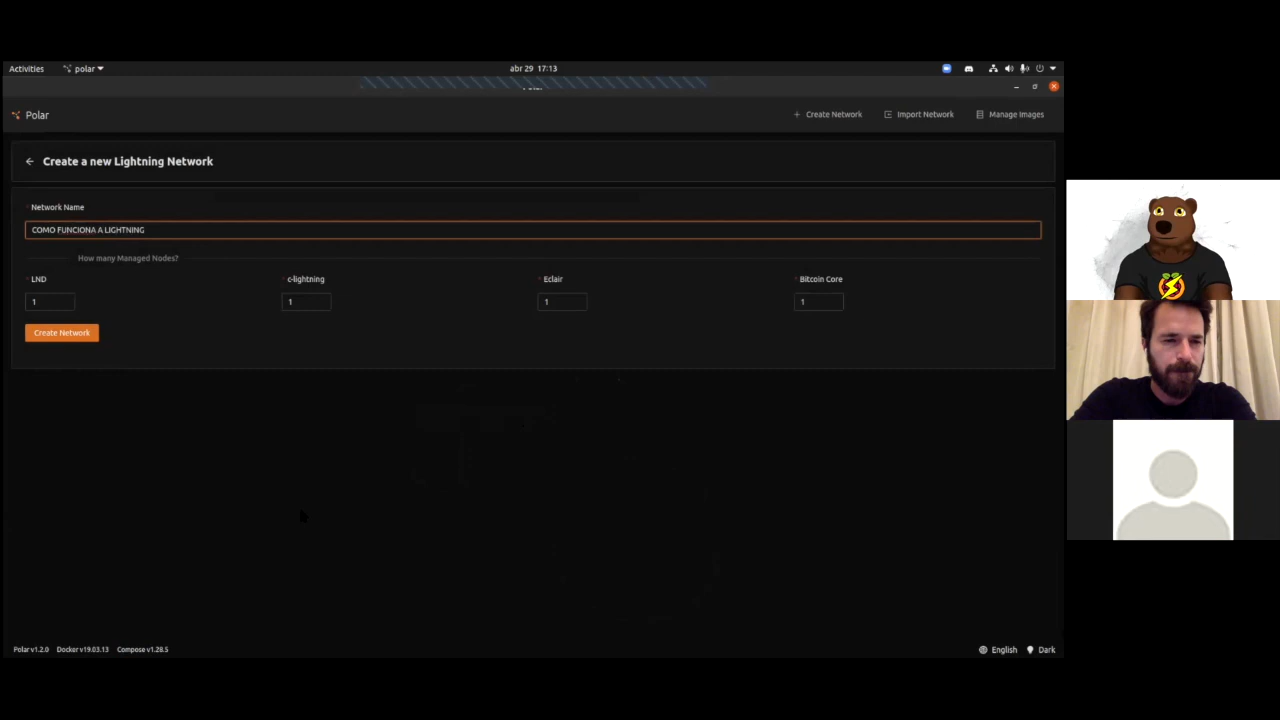 Activities polar abr 29 17:13
Polar Create Network Import Network Manage Images
Create a new Lightning Network
* Network Name
COMO FUNCIONA A LIGHTNING
How many Managed Nodes?
* LND * c-lightning * Eclair * Bitcoin Core
1 1 1 1
Create Network
Polar v1.2.0 Docker v19.03.13 Compose v1.28.5 English Dark